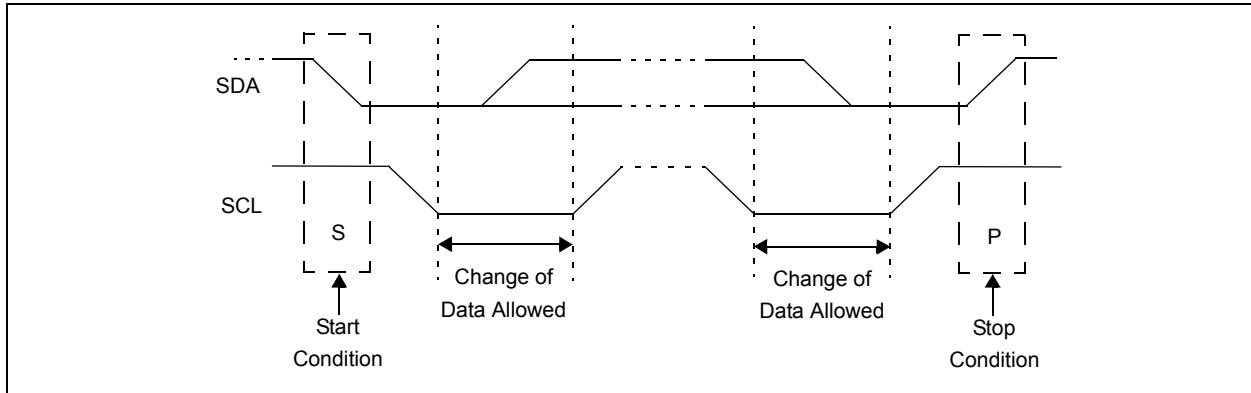 SDA
SCL
S
P
Change of
Data Allowed
Change of
Data Allowed
Start
Condition
Stop
Condition